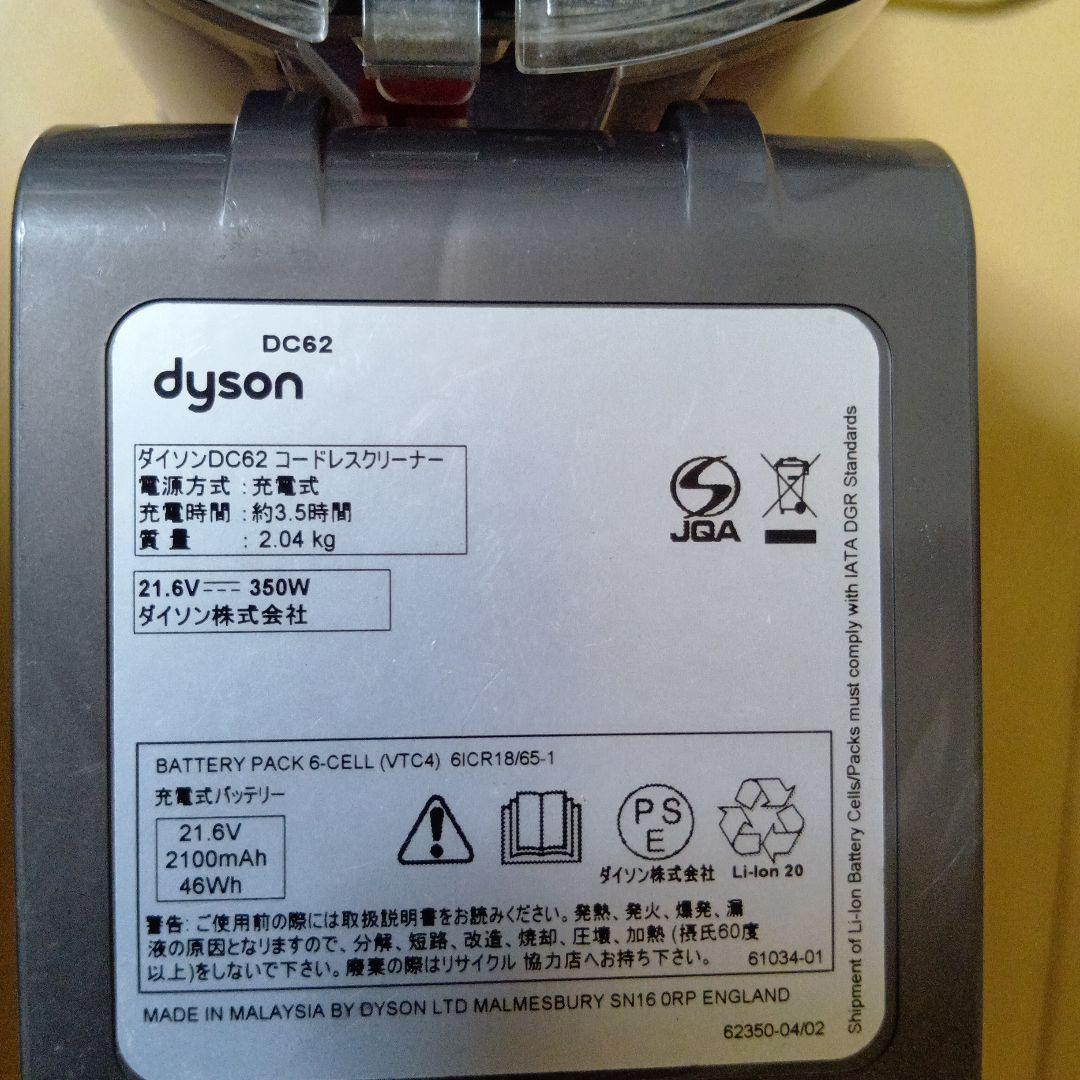 DC62
dyson
ダイソンDC62 コードレスクリーナー
電源方式 : 充電式
充電時間 : 約3.5時間
質量 : 2.04 kg
21.6V 350W
ダイソン株式会社
JQA
BATTERY PACK 6-CELL (VTC4) 6ICR18/65-1
充電式バッテリー
21.6V
2100mAh
46Wh
PS
E
ダイソン株式会社
Li-Ion 20
警告: ご使用前の際には取扱説明書をお読みください。発熱、発火、爆発、漏
液の原因となりますので、分解、短路、改造、焼却、圧壊、加熱 (摂氏60度
以上)をしないで下さい。廃棄の際はリサイクル 協力店へお持ち下さい。
61034-01
MADE IN MALAYSIA BY DYSON LTD MALMESBURY SN16 0RP ENGLAND
62350-04/02
Shipment of Li-Ion Battery Cells/Packs must comply with IATA DGR Standards